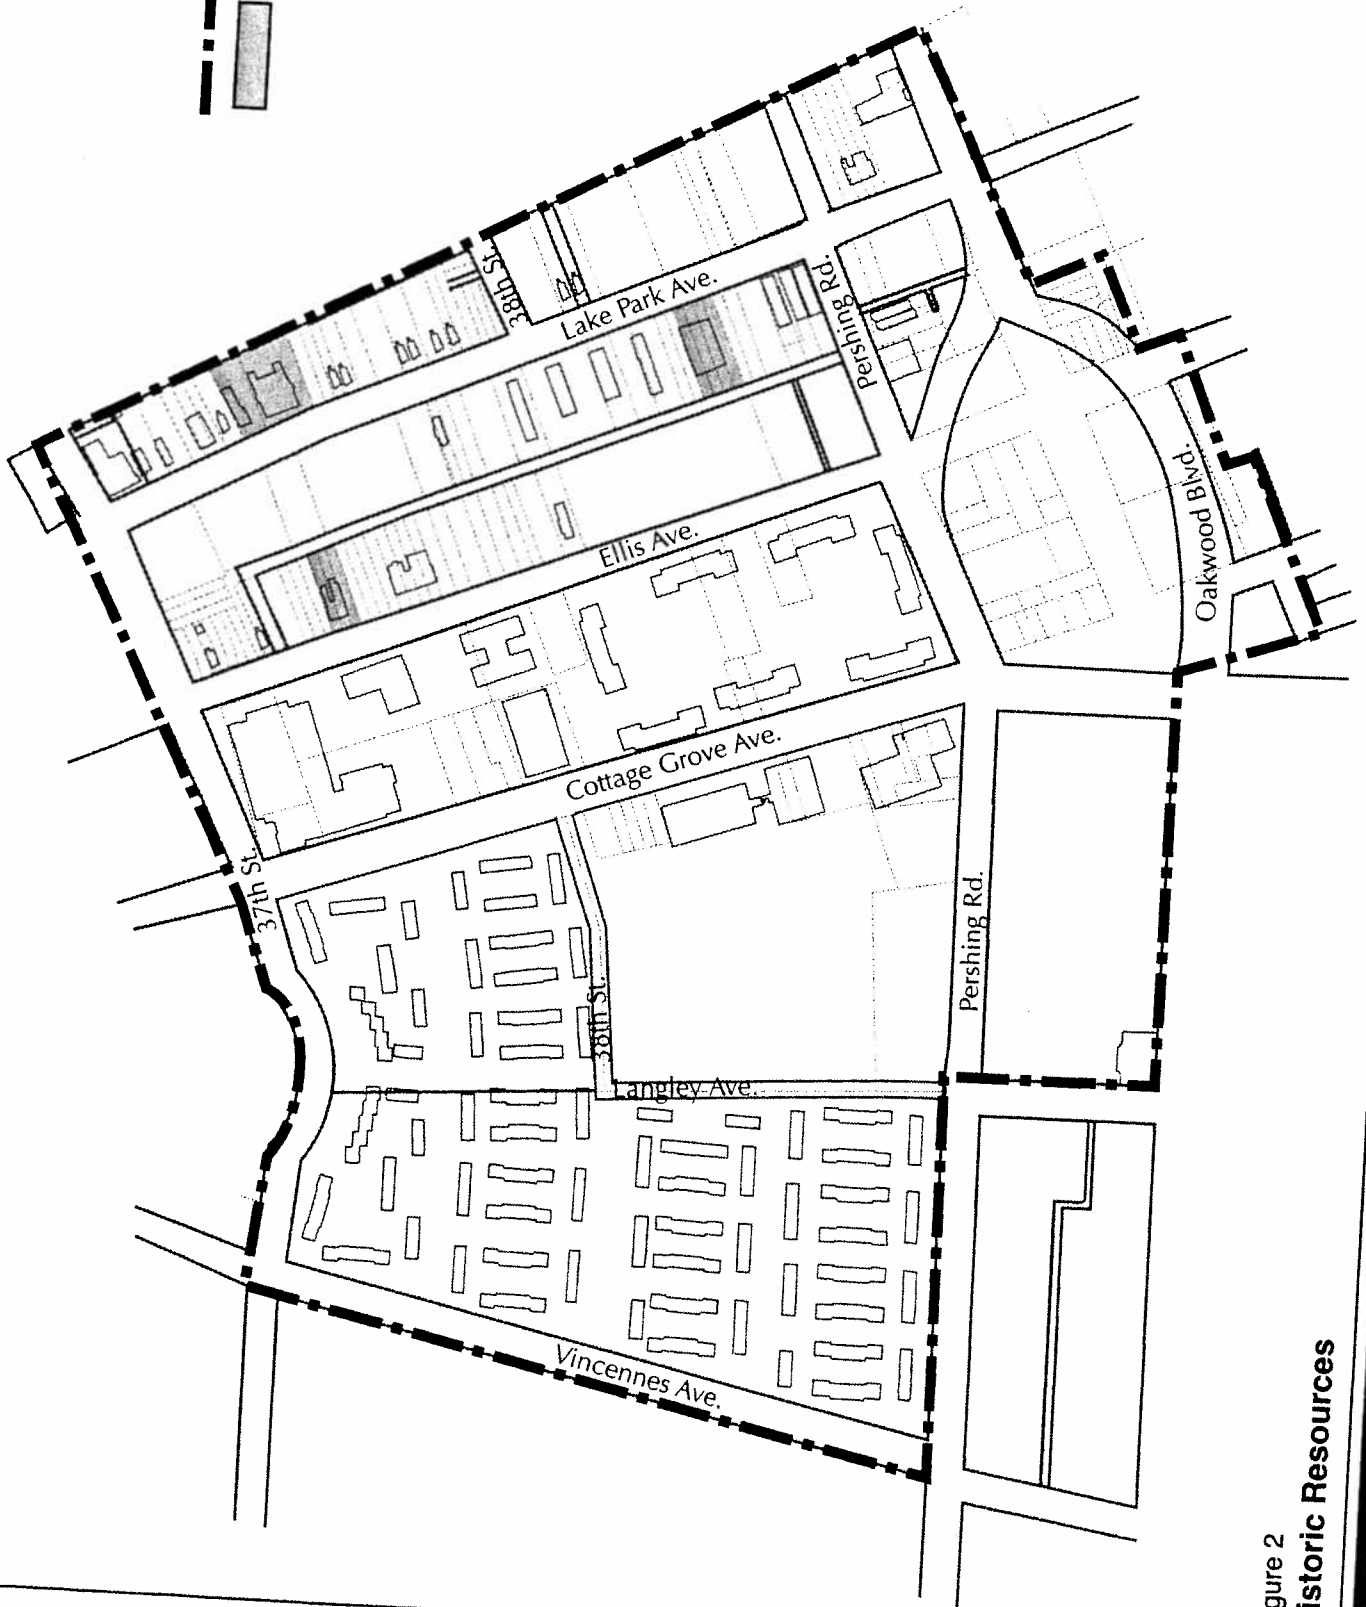 38th St.
Lake Park Ave.
Pershing Rd.
Ellis Ave.
Oakwood Blvd.
Cottage Grove Ave.
37th St.
38th St.
Pershing Rd.
Langley Ave.
Vincennes Ave.
gure 2
istoric Resources